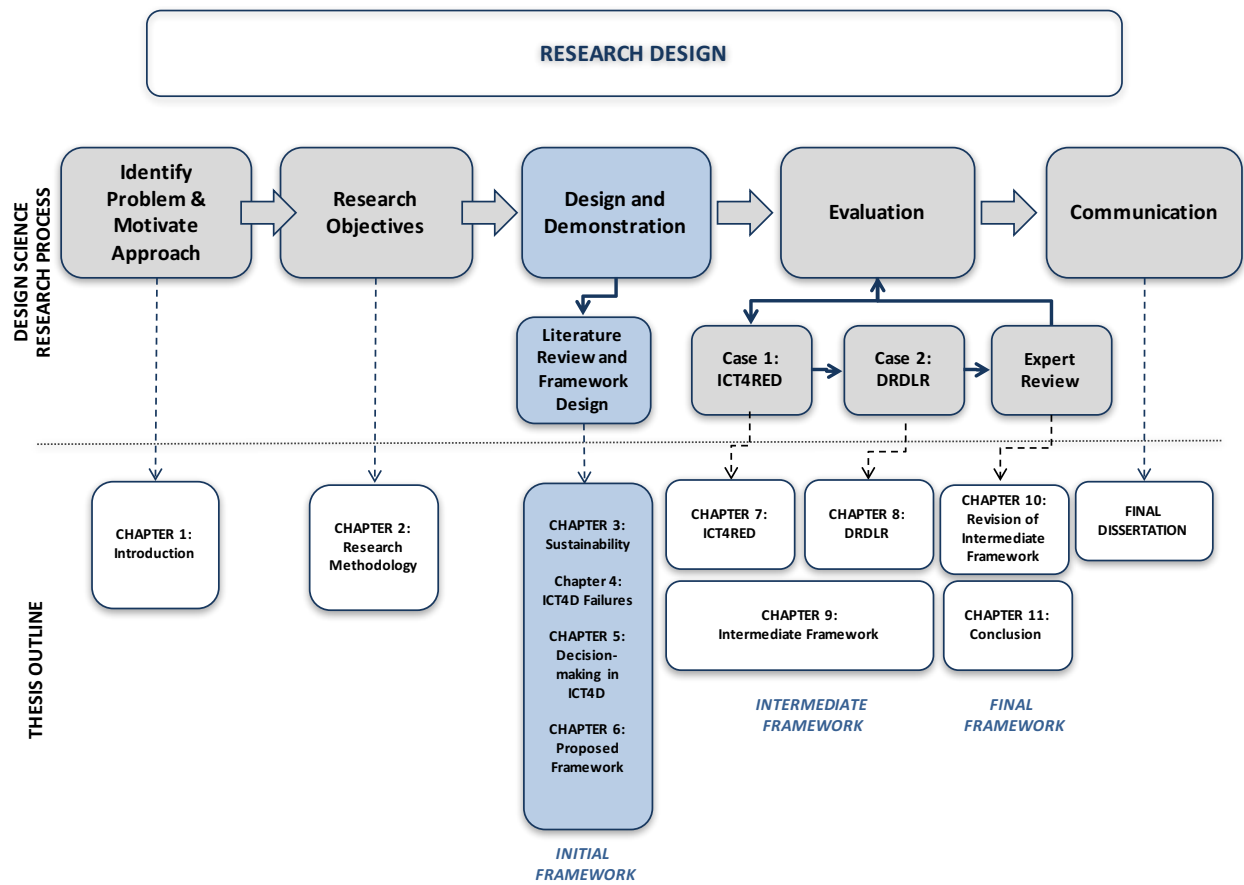 RESEARCH DESIGN
DESIGN SCIENCE
RESEARCH PROCESS
Identify
Problem &
Motivate
Approach
Research
Objectives
Design and
Demonstration
Evaluation
Communication
Literature
Review and
Framework
Design
Case 1:
ICT4RED
Case 2:
DRDLR
Expert
Review
THESIS OUTLINE
CHAPTER 1:
Introduction
CHAPTER 2:
Research
Methodology
CHAPTER 3:
Sustainability
Chapter 4:
ICT4D Failures
CHAPTER 5:
Decision-
making in
ICT4D
CHAPTER 6:
Proposed
Framework
INITIAL
FRAMEWORK
CHAPTER 7:
ICT4RED
CHAPTER 8:
DRDLR
CHAPTER 9:
Intermediate Framework
INTERMEDIATE
FRAMEWORK
CHAPTER 10:
Revision of
Intermediate
Framework
CHAPTER 11:
Conclusion
FINAL
FRAMEWORK
FINAL
DISSERTATION